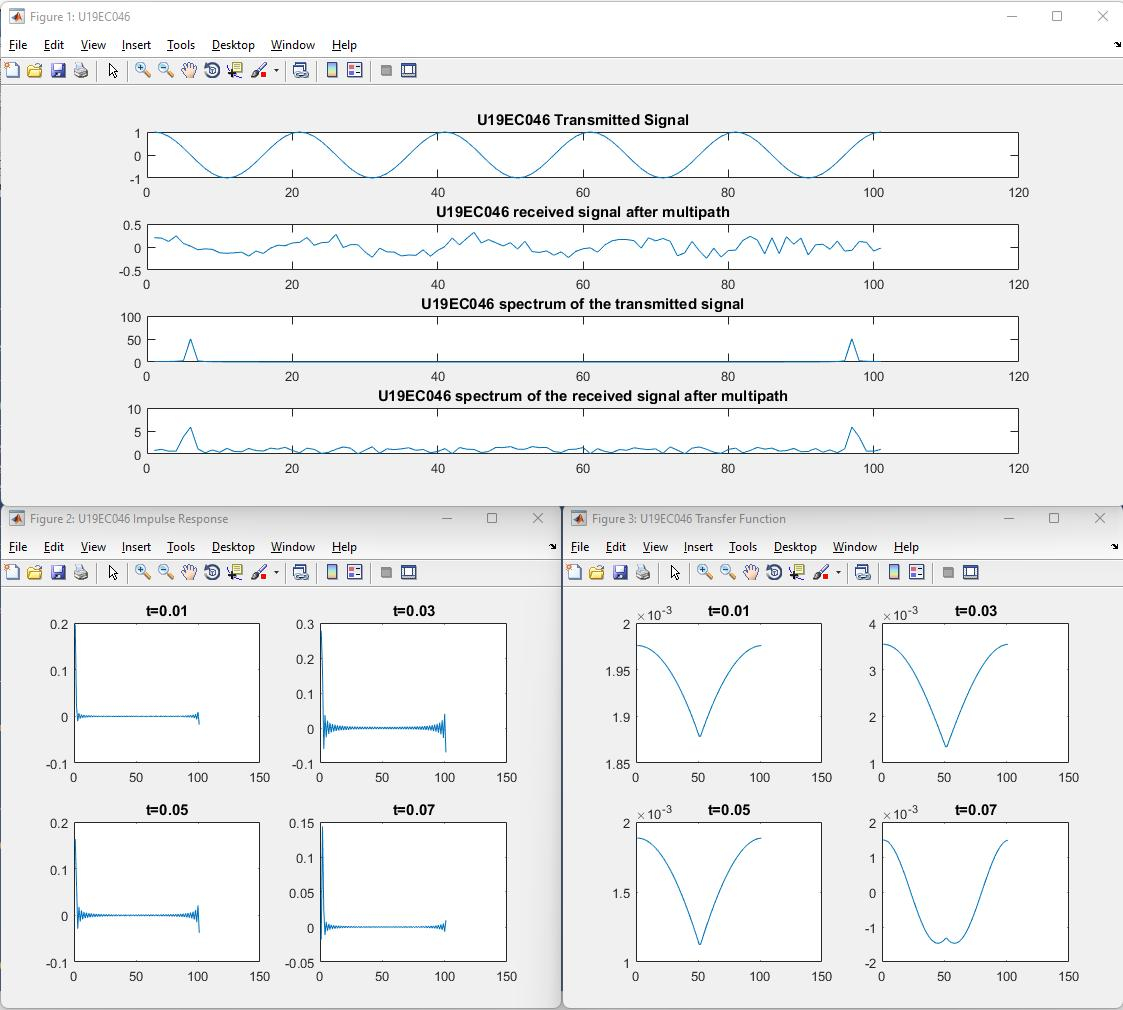 Figure 1: U19EC046
File Edit View Insert Tools Desktop Window Help
U19EC046 Transmitted Signal
1
0
-1
0 20 40 60 80 100 120
U19EC046 received signal after multipath
0.5
0
-0.5
0 20 40 60 80 100 120
U19EC046 spectrum of the transmitted signal
100
50
0
0 20 40 60 80 100 120
U19EC046 spectrum of the received signal after multipath
10
5
0
0 20 40 60 80 100 120
Figure 2: U19EC046 Impulse Response
File Edit View Insert Tools Desktop Window Help
t=0.01
0.2
0.1
0
-0.1
0 50 100 150
t=0.03
0.3
0.2
0.1
0
-0.1
0 50 100 150
t=0.05
0.2
0.1
0
-0.1
0 50 100 150
t=0.07
0.15
0.1
0.05
0
-0.05
0 50 100 150
Figure 3: U19EC046 Transfer Function
File Edit View Insert Tools Desktop Window Help
×10⁻³ t=0.01
2
1.95
1.9
1.85
0 50 100 150
×10⁻³ t=0.03
4
3
2
1
0 50 100 150
×10⁻³ t=0.05
2
1.5
1
0 50 100 150
×10⁻³ t=0.07
2
1
0
-1
-2
0 50 100 150